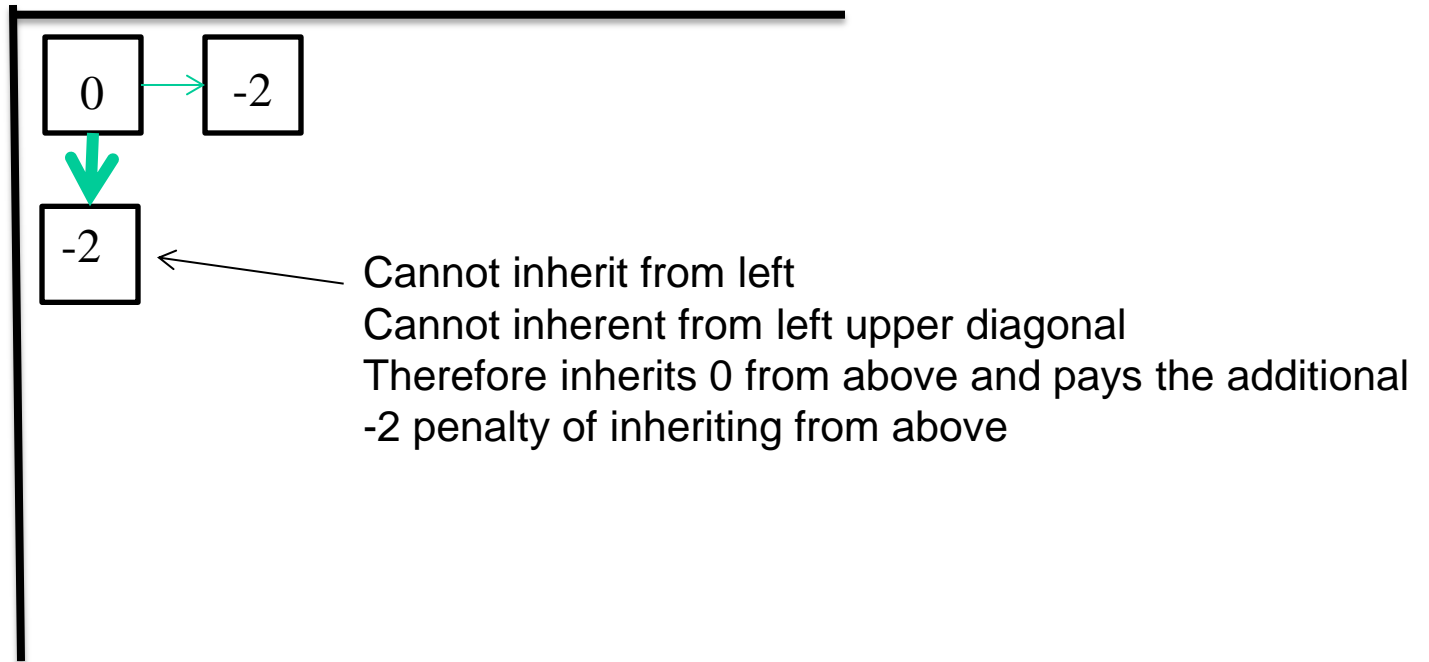 0 -2
-2
Cannot inherit from left
Cannot inherent from left upper diagonal
Therefore inherits 0 from above and pays the additional
-2 penalty of inheriting from above